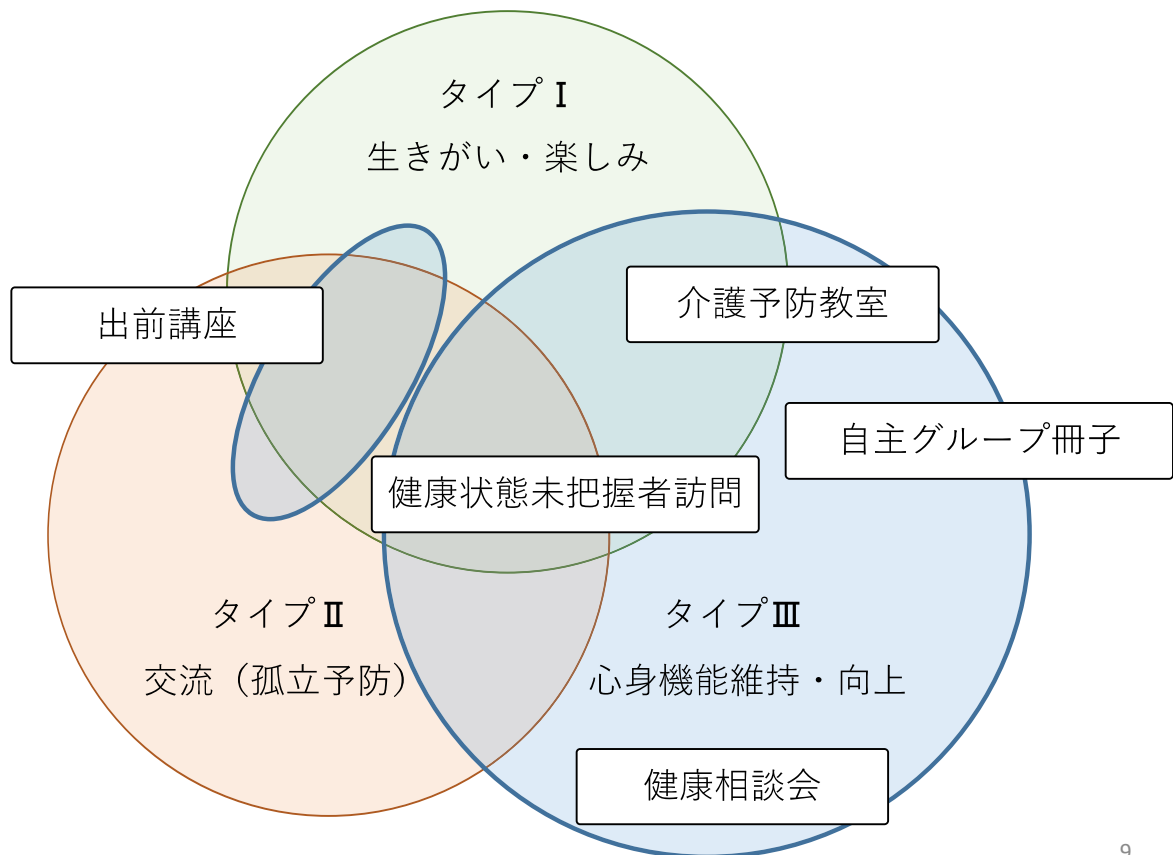 タイプⅠ
生きがい・楽しみ
介護予防教室
出前講座
自主グループ冊子
健康状態未把握者訪問
タイプⅡ
交流（孤立予防）
タイプⅢ
心身機能維持・向上
健康相談会
9